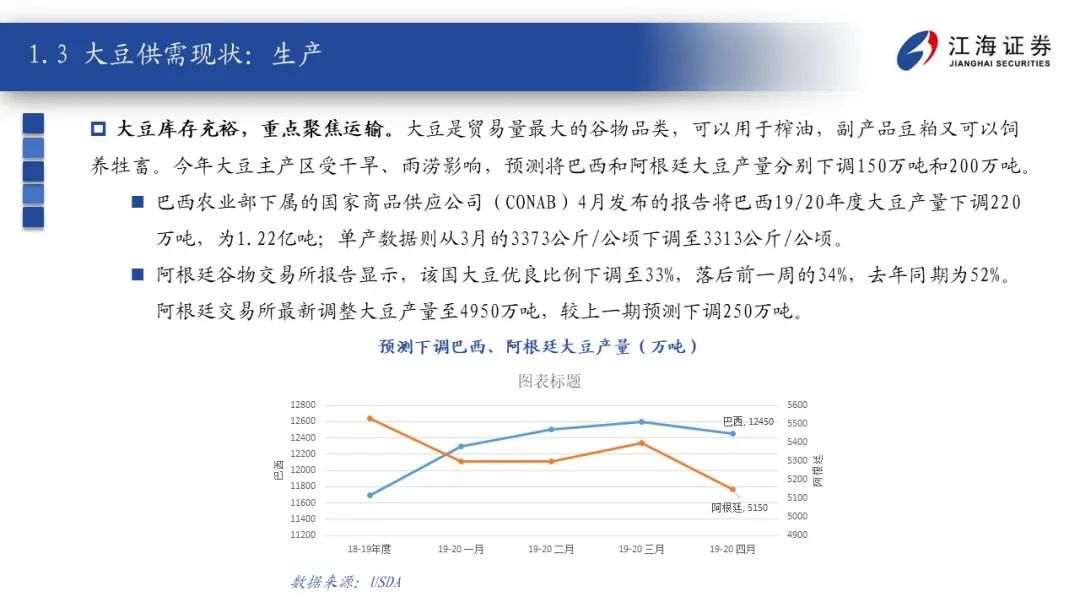 1.3 大豆供需现状：生产
江海证券
JIANGHAI SECURITIES
大豆库存充裕，重点聚焦运输。大豆是贸易量最大的谷物品类，可以用于榨油，副产品豆粕又可以饲
养牲畜。今年大豆主产区受干旱、雨涝影响，预测将巴西和阿根廷大豆产量分别下调150万吨和200万吨。
巴西农业部下属的国家商品供应公司（CONAB）4月发布的报告将巴西19/20年度大豆产量下调220
万吨，为1.22亿吨；单产数据则从3月的3373公斤/公顷下调至3313公斤/公顷。
阿根廷谷物交易所报告显示，该国大豆优良比例下调至33%，落后前一周的34%，去年同期为52%。
阿根廷交易所最新调整大豆产量至4950万吨，较上一期预测下调250万吨。
预测下调巴西、阿根廷大豆产量（万吨）
图表标题
12800
12600
12400
12200
12000
11800
11600
11400
11200
巴西
5600
5500
5400
5300
5200
5100
5000
4900
阿根廷
巴西, 12450
阿根廷, 5150
18-19年度
19-20 一月
19-20 二月
19-20 三月
19-20 四月
数据来源：USDA